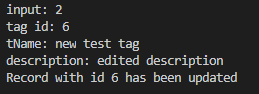 input: 2
tag id: 6
tName: new test tag
description: edited description
Record with id 6 has been updated